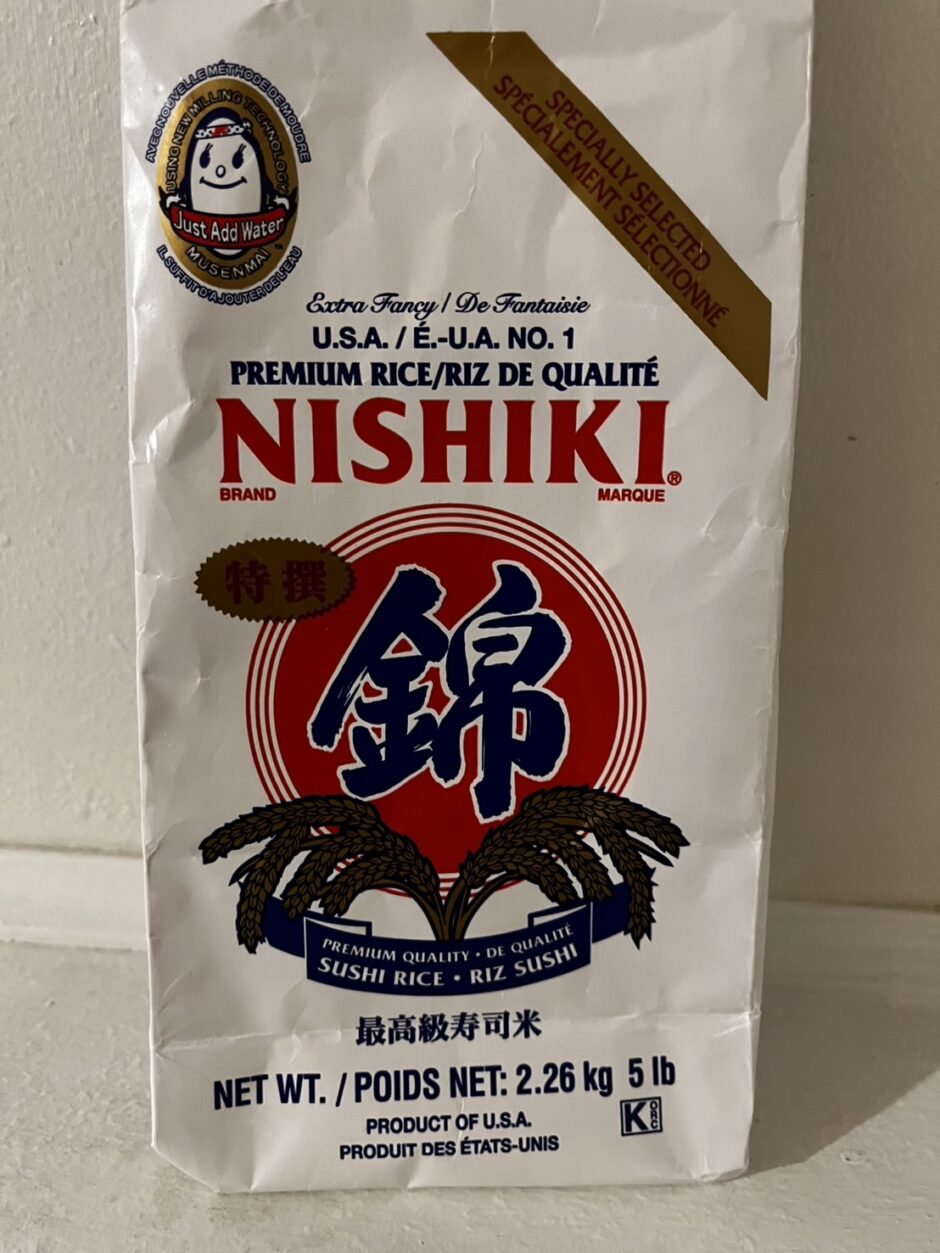 AVEC NOUVELLE MÉTHODE DE MOUDRE
USING NEW MILLING TECHNOLOGY
Just Add Water
MUSENMAI™
IL SUFFIT D'AJOUTER DE L'EAU
SPECIALLY SELECTED
SPÉCIALEMENT SÉLECTIONNÉ
Extra Fancy / De Fantaisie
U.S.A. / É.-U.A. NO. 1
PREMIUM RICE/RIZ DE QUALITÉ
NISHIKI®
BRAND MARQUE
特撰
錦
PREMIUM QUALITY • DE QUALITÉ
SUSHI RICE • RIZ SUSHI
最高級寿司米
NET WT. / POIDS NET: 2.26 kg 5 lb
PRODUCT OF U.S.A.
PRODUIT DES ÉTATS-UNIS
K ORC